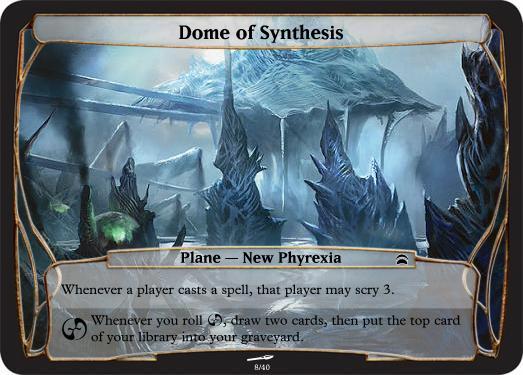 Dome of Synthesis
Plane — New Phyrexia
Whenever a player casts a spell, that player may scry 3.
Whenever you roll , draw two cards, then put the top card
of your library into your graveyard.
8/40